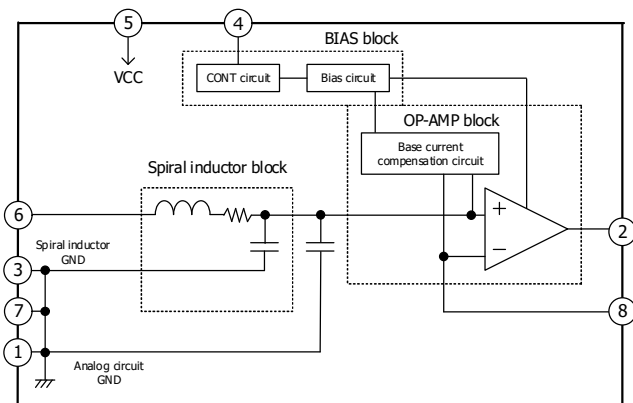 5
4
BIAS block
VCC
CONT circuit
Bias circuit
OP-AMP block
Base current
compensation circuit
Spiral inductor block
6
+
2
Spiral inductor
GND
3
−
7
8
1
Analog circuit
GND